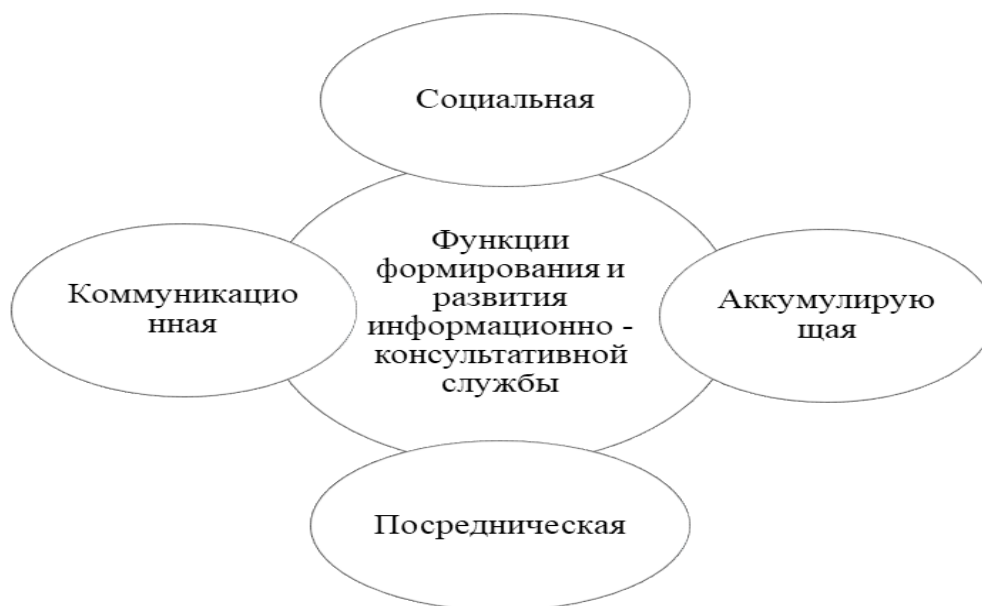 Социальная
Функции
формирования и
развития
информационно -
консультативной
службы
Коммуникацио
нная
Аккумулирую
щая
Посредническая